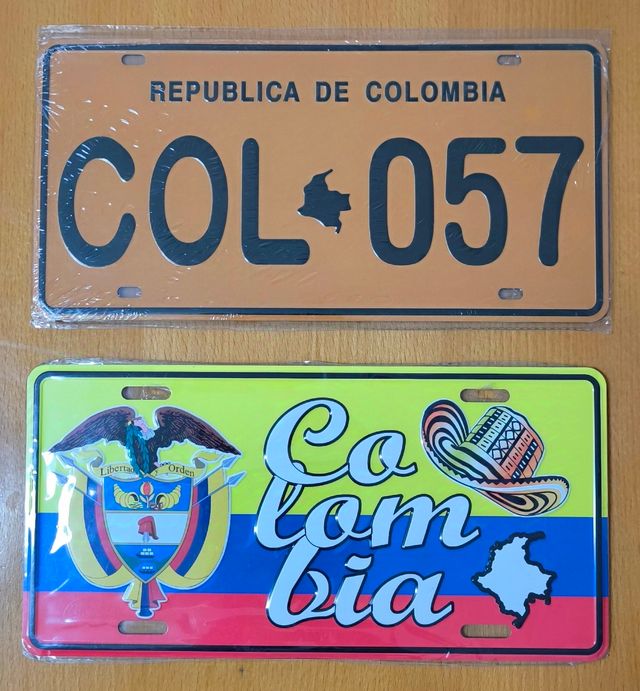 REPUBLICA DE COLOMBIA
COL 057
Libertad y Orden
Co
lom
bia